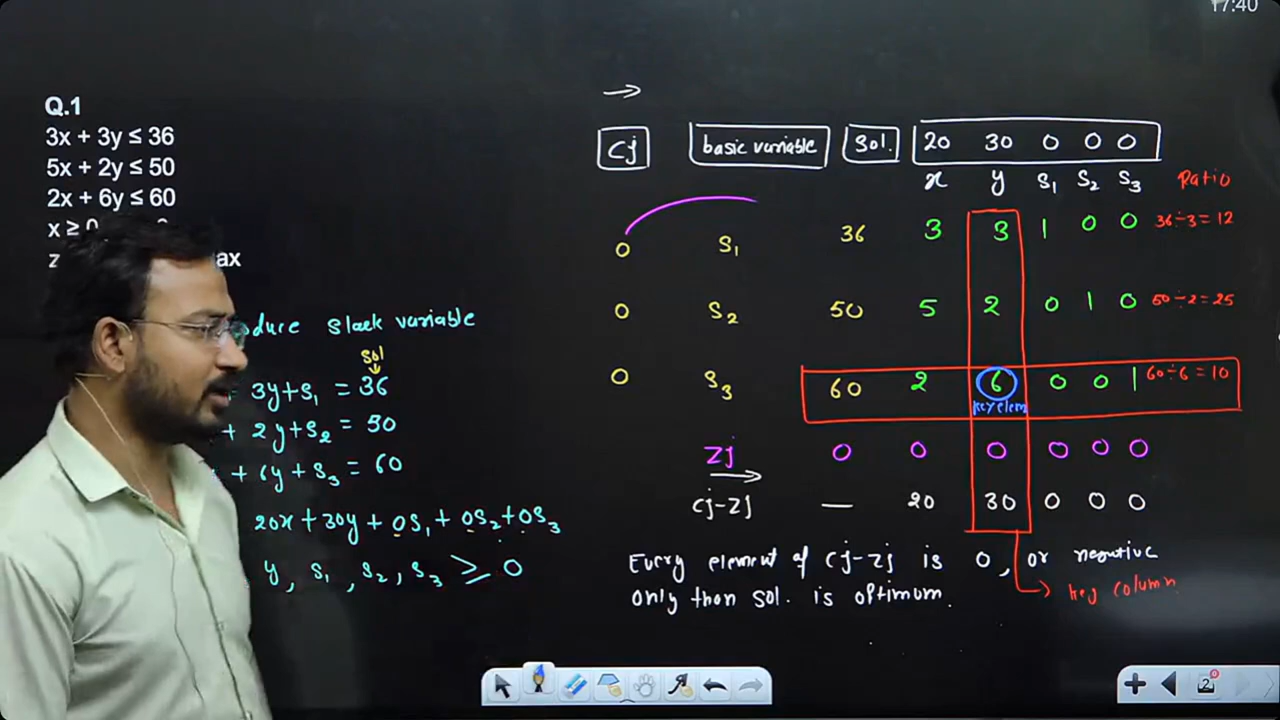 17:40
Q.1
3x + 3y ≤ 36
5x + 2y ≤ 50
2x + 6y ≤ 60
x ≥ 0
z ax
oduce slack variable
sol
3y+s₁ = 36
+ 2y+s₂ = 50
+ 6y+s₃ = 60
20x+30y+0s₁+0s₂+0s₃
y, s₁, s₂, s₃ ≥ 0
→
Cj basic variable Sol. 20 30 0 0 0
x y s₁ s₂ s₃ Ratio
0 s₁ 36 3 3 1 0 0 36÷3=12
0 s₂ 50 5 2 0 1 0 50÷2=25
0 s₃ 60 2 6 0 0 1 60÷6=10
key elem
Zj 0 0 0 0 0 0
Cj-Zj — 20 30 0 0 0
Every element of Cj-Zj is 0, or negative
only than sol. is optimum.
key column
2